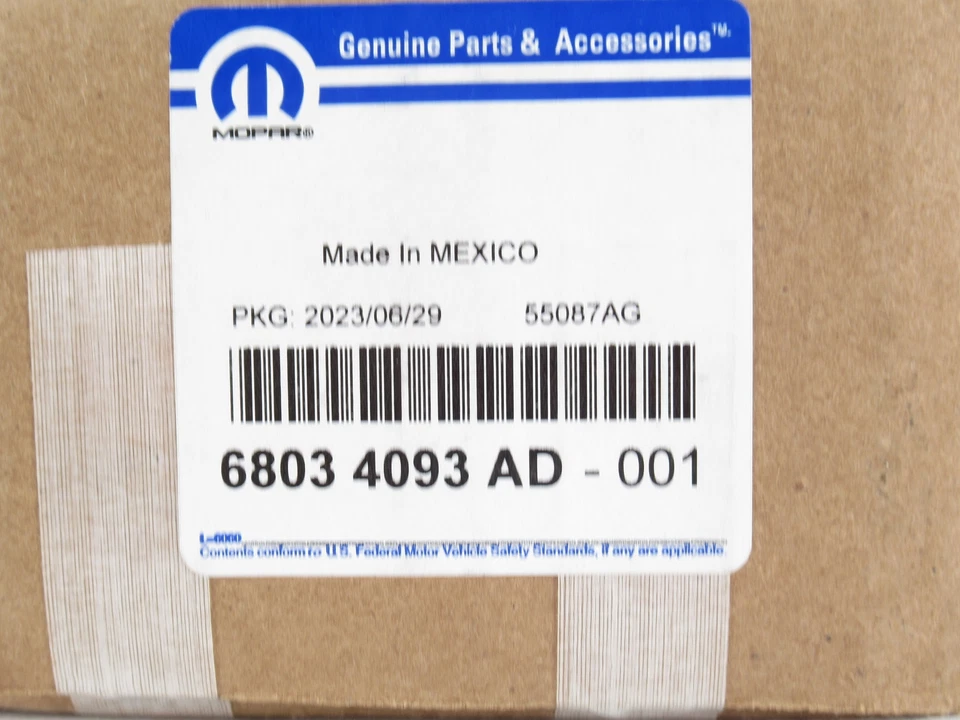 Genuine Parts & Accessories™.
MOPAR®
Made In MEXICO
PKG: 2023/06/29 55087AG
6803 4093 AD - 001
L-6060
Contents conform to U.S. Federal Motor Vehicle Safety Standards, if any are applicable.